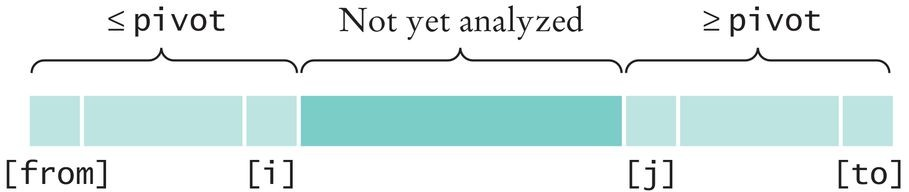 ≤ pivot Not yet analyzed ≥ pivot
[from] [i] [j] [to]